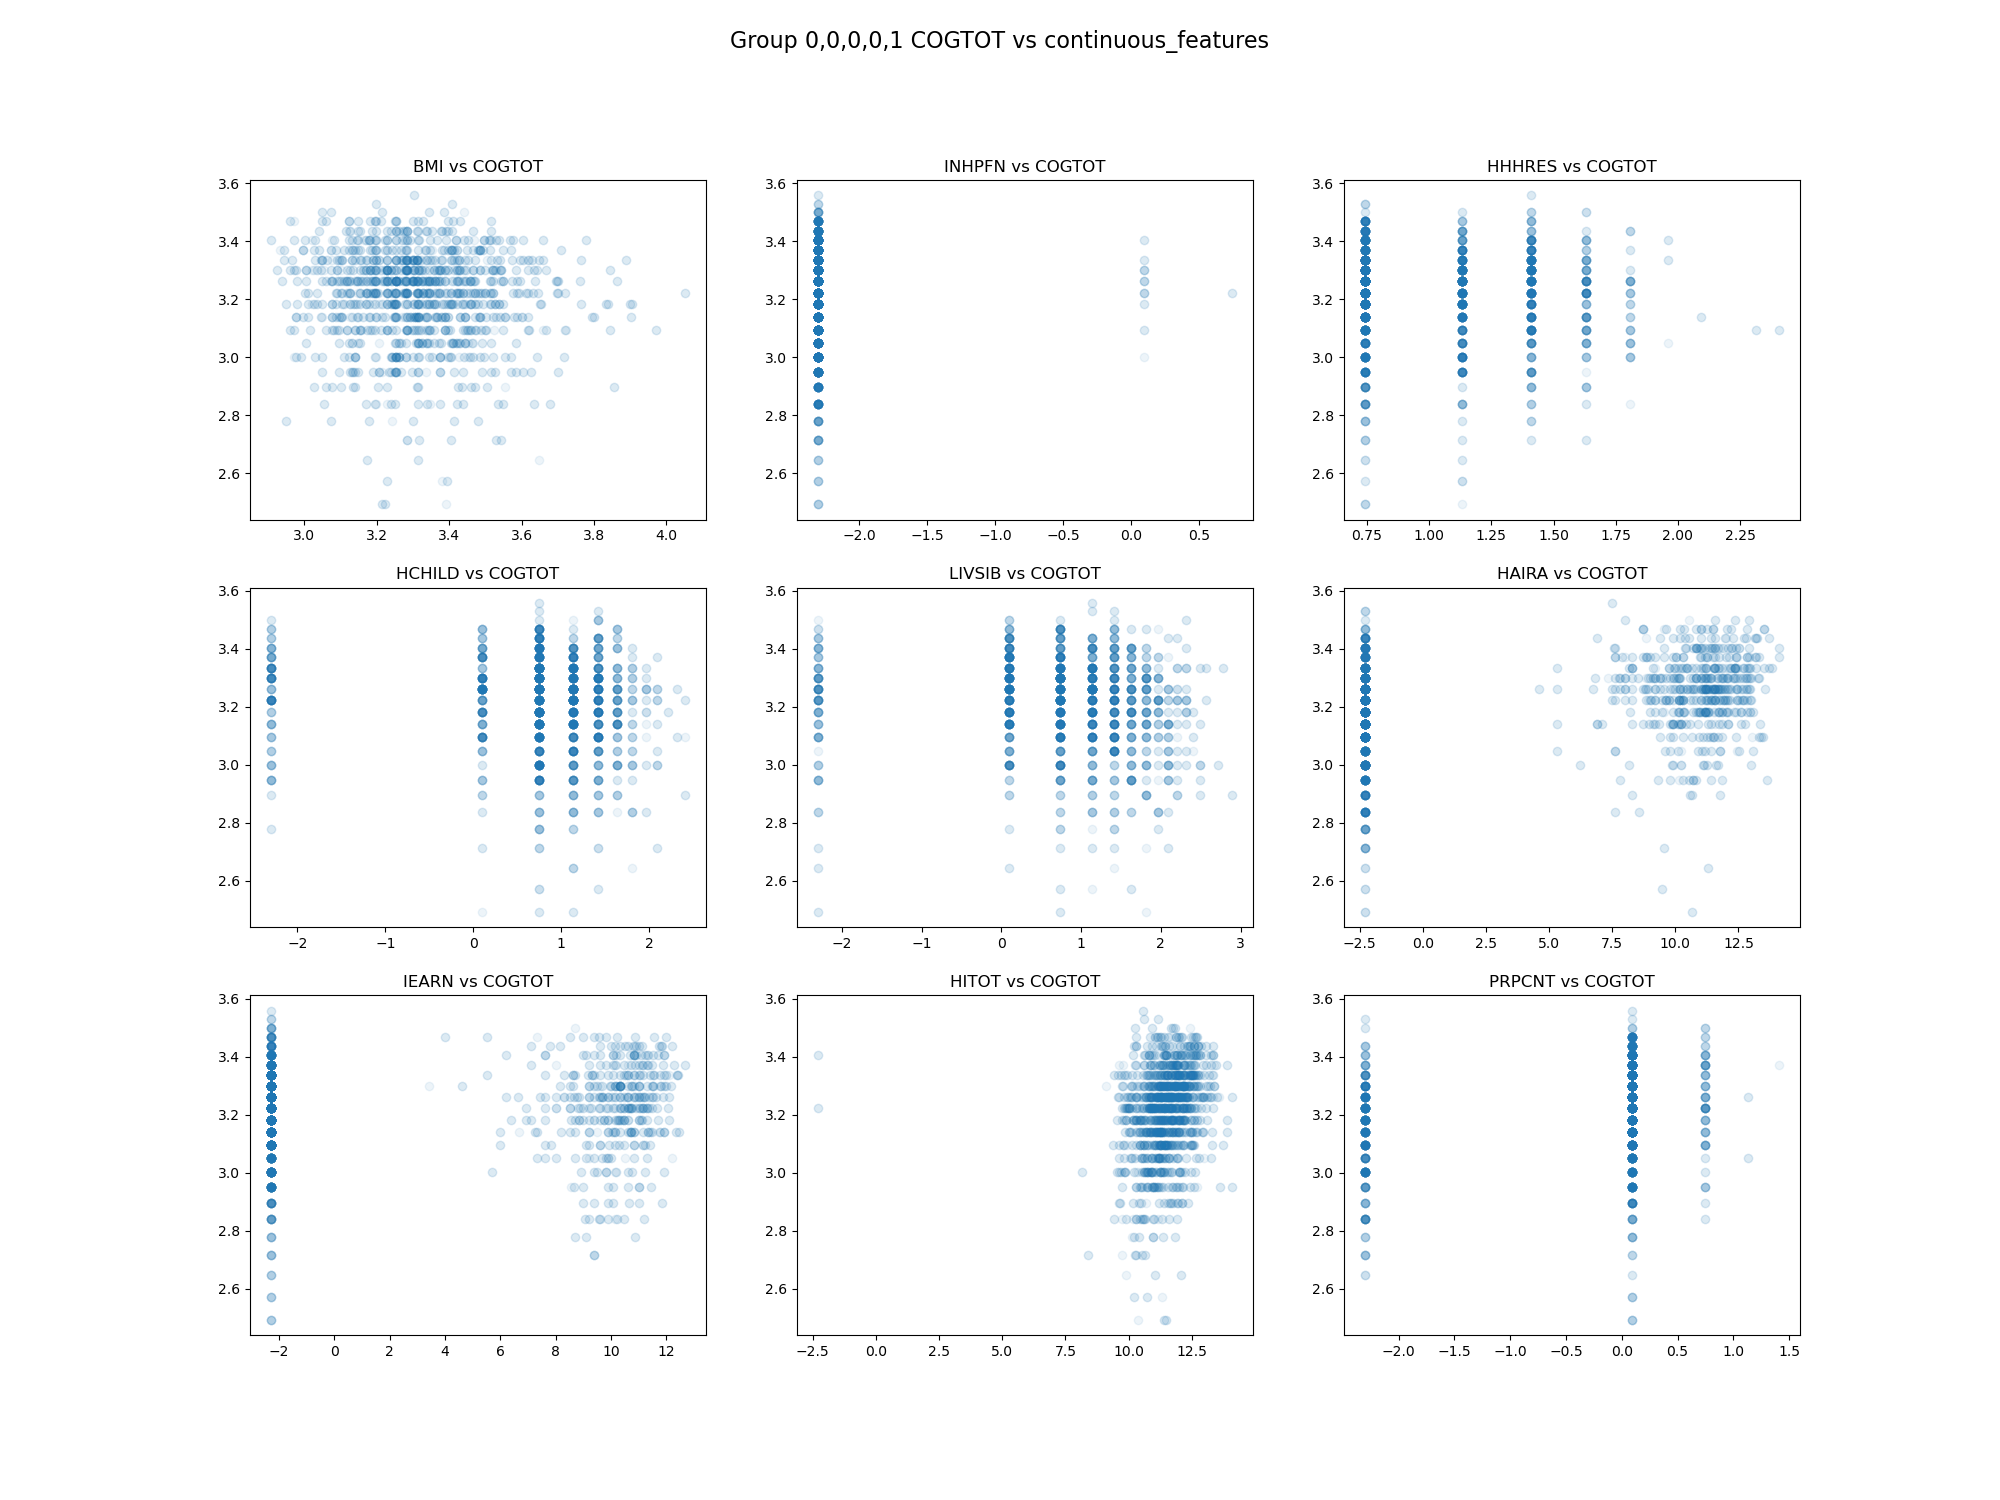 Group 0,0,0,0,1 COGTOT vs continuous_features
BMI vs COGTOT
INHPFN vs COGTOT
HHHRES vs COGTOT
3.6
3.4
3.2
3.0
2.8
2.6
3.0 3.2 3.4 3.6 3.8 4.0
3.6
3.4
3.2
3.0
2.8
2.6
−2.0 −1.5 −1.0 −0.5 0.0 0.5
3.6
3.4
3.2
3.0
2.8
2.6
0.75 1.00 1.25 1.50 1.75 2.00 2.25
HCHILD vs COGTOT
LIVSIB vs COGTOT
HAIRA vs COGTOT
3.6
3.4
3.2
3.0
2.8
2.6
−2 −1 0 1 2
3.6
3.4
3.2
3.0
2.8
2.6
−2 −1 0 1 2 3
3.6
3.4
3.2
3.0
2.8
2.6
−2.5 0.0 2.5 5.0 7.5 10.0 12.5
IEARN vs COGTOT
HITOT vs COGTOT
PRPCNT vs COGTOT
3.6
3.4
3.2
3.0
2.8
2.6
−2 0 2 4 6 8 10 12
3.6
3.4
3.2
3.0
2.8
2.6
−2.5 0.0 2.5 5.0 7.5 10.0 12.5
3.6
3.4
3.2
3.0
2.8
2.6
−2.0 −1.5 −1.0 −0.5 0.0 0.5 1.0 1.5